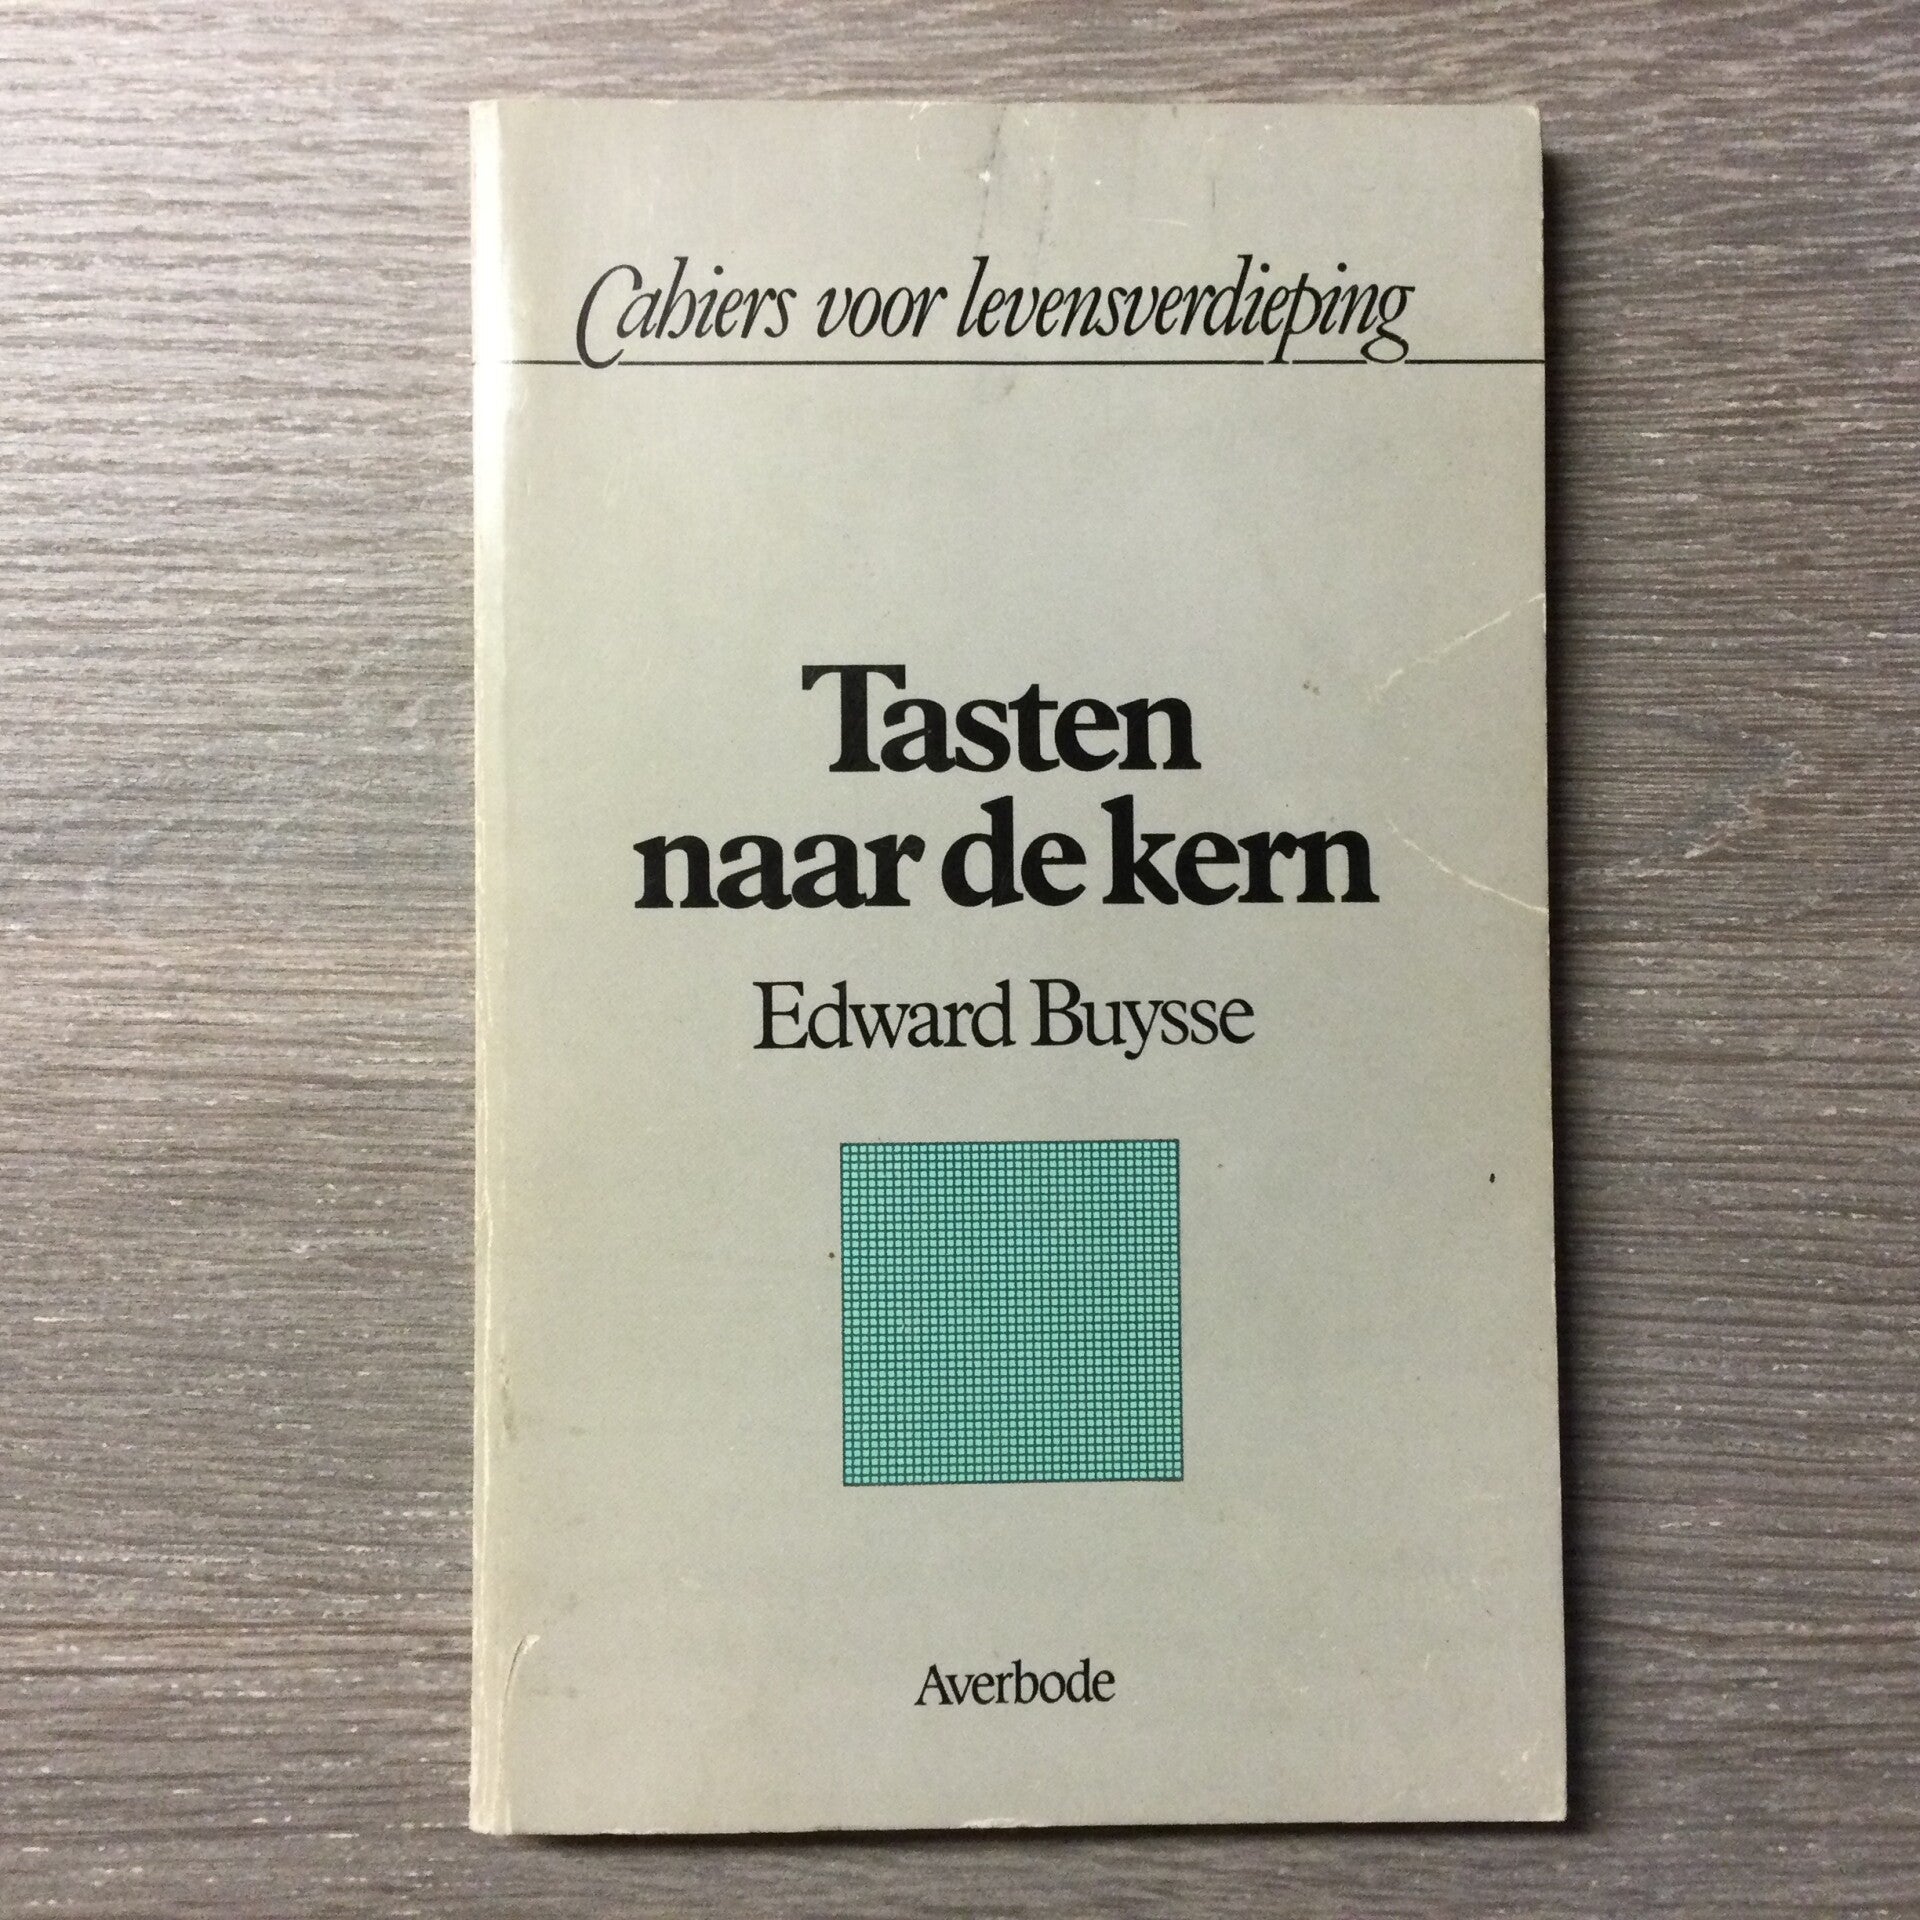 Cahiers voor levensverdieping
Tasten
naar de kern
Edward Buysse
Averbode